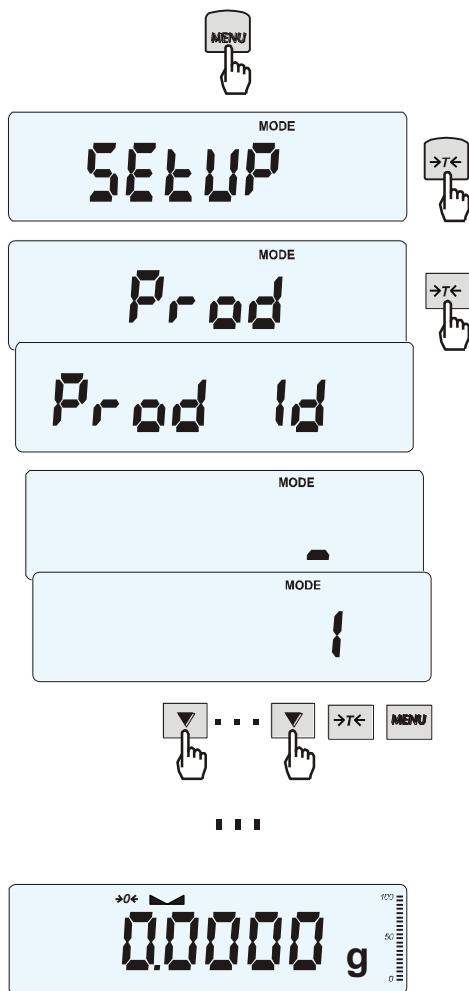 MENU
MODE
SEtUP
→T←
MODE
Prod
→T←
Prod Id
MODE
-
MODE
1
→T← MENU
→0←
0.0000 g
100
50
0